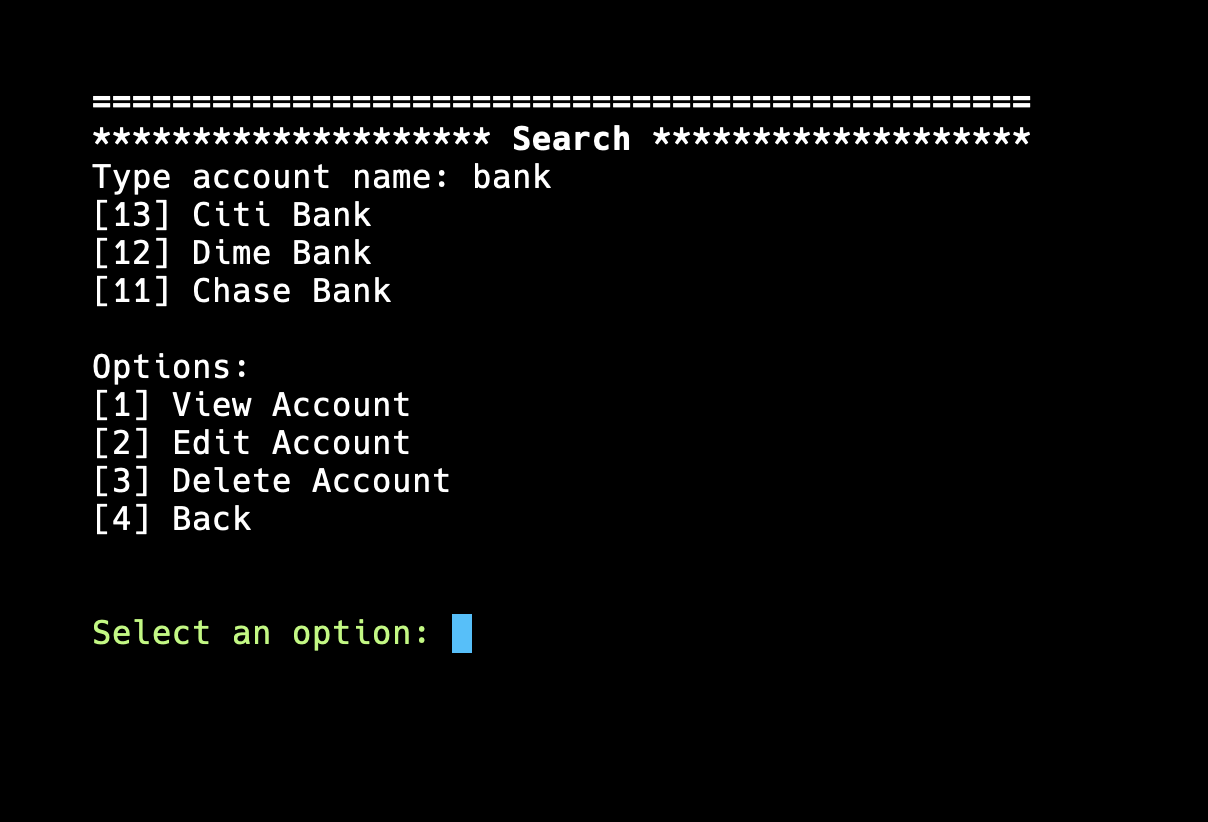 ===============================================
******************** Search *******************
Type account name: bank
[13] Citi Bank
[12] Dime Bank
[11] Chase Bank
Options:
[1] View Account
[2] Edit Account
[3] Delete Account
[4] Back
Select an option: